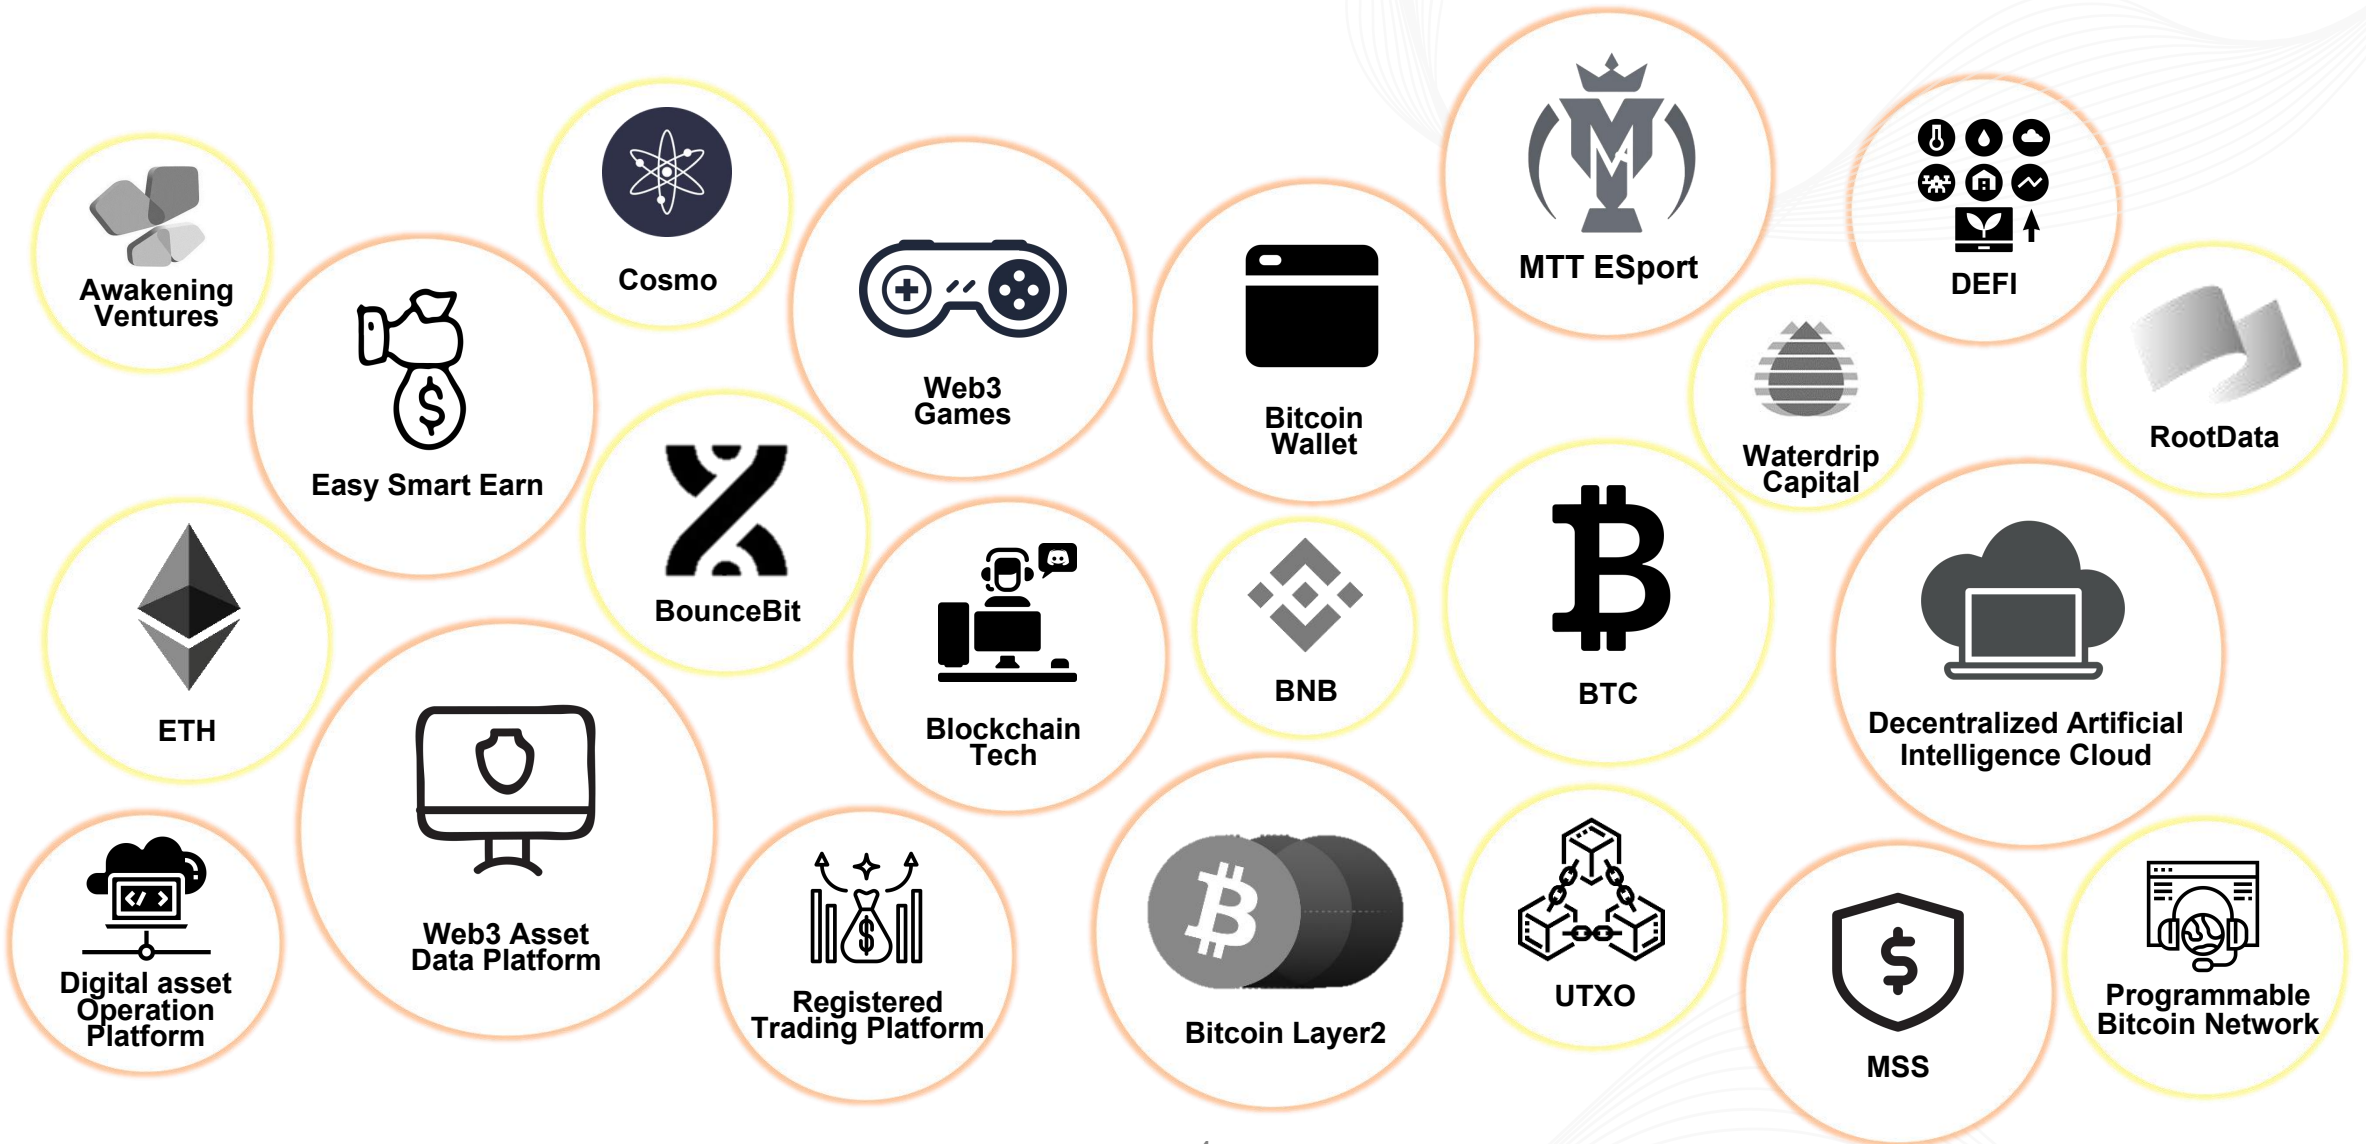 Awakening
Ventures
Easy Smart Earn
Cosmo
Web3
Games
Bitcoin
Wallet
MTT ESport
DEFI
Waterdrip
Capital
RootData
ETH
BounceBit
Blockchain
Tech
BNB
BTC
Decentralized Artificial
Intelligence Cloud
Digital asset
Operation
Platform
Web3 Asset
Data Platform
Registered
Trading Platform
Bitcoin Layer2
UTXO
MSS
Programmable
Bitcoin Network